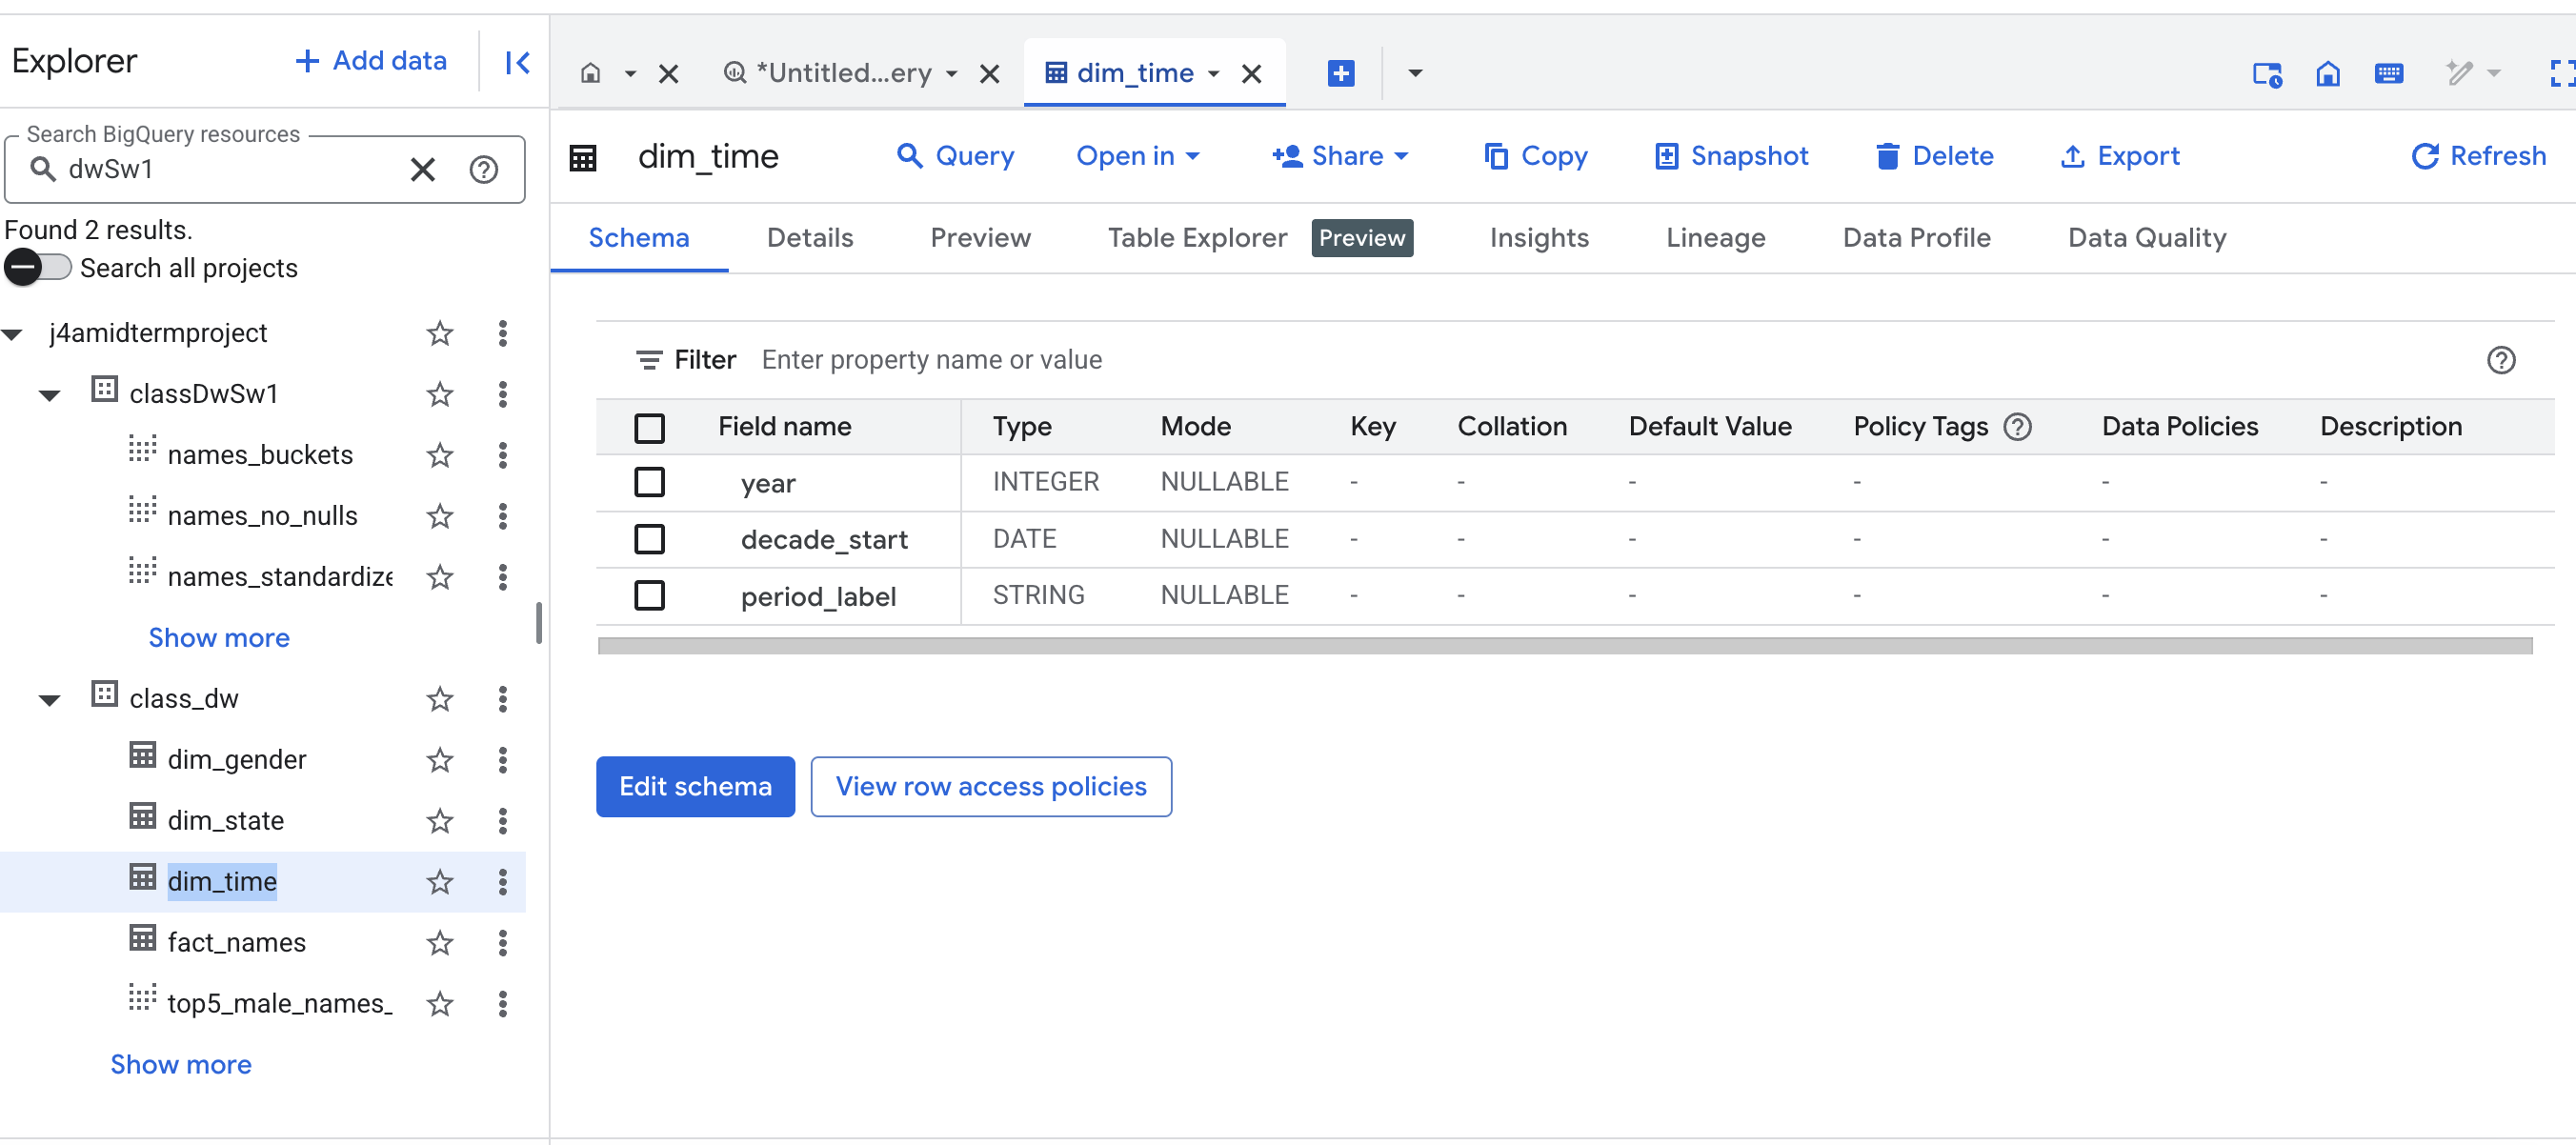 Explorer
+ Add data
*Untitled...ery
dim_time
Search BigQuery resources
dwSw1
Found 2 results.
Search all projects
j4amidtermproject
classDwSw1
names_buckets
names_no_nulls
names_standardize
Show more
class_dw
dim_gender
dim_state
dim_time
fact_names
top5_male_names_
Show more
dim_time
Query
Open in
Share
Copy
Snapshot
Delete
Export
Refresh
Schema Details Preview Table Explorer Preview Insights Lineage Data Profile Data Quality
Filter Enter property name or value
Field name Type Mode Key Collation Default Value Policy Tags Data Policies Description
year INTEGER NULLABLE - - - - - -
decade_start DATE NULLABLE - - - - - -
period_label STRING NULLABLE - - - - - -
Edit schema View row access policies